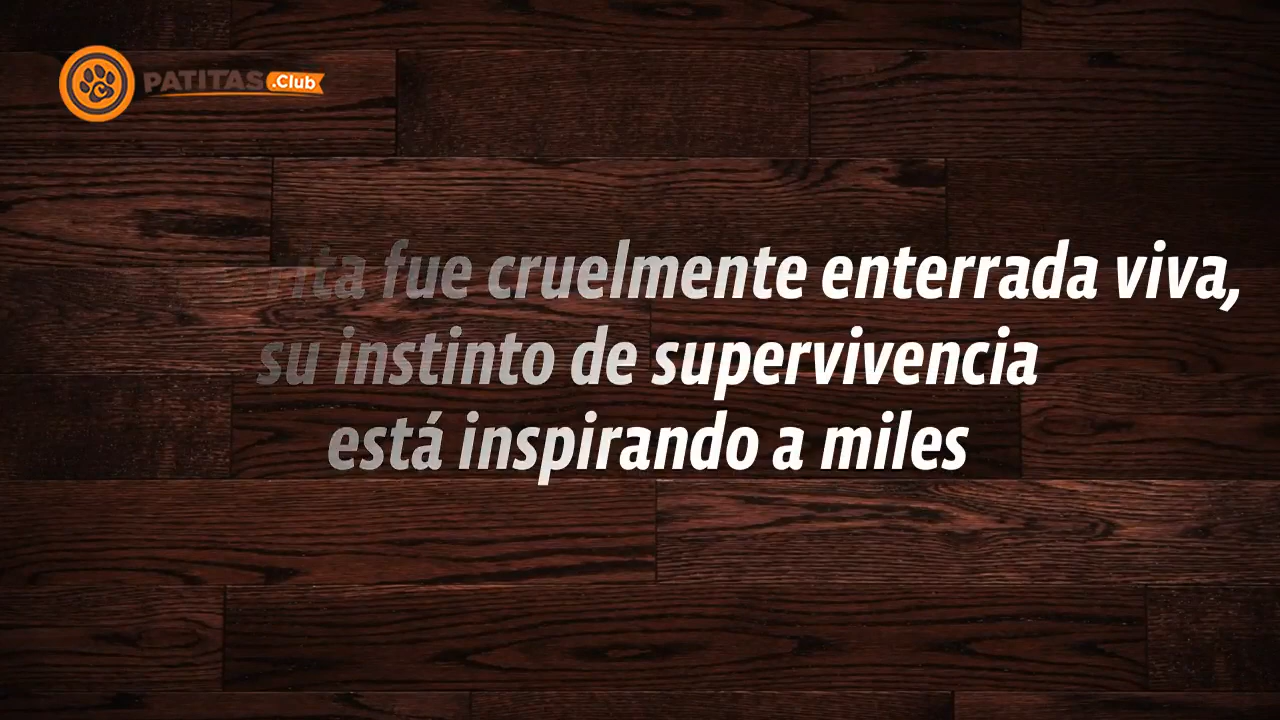 PATITAS .Club
fue cruelmente enterrada viva,
su instinto de supervivencia
está inspirando a miles